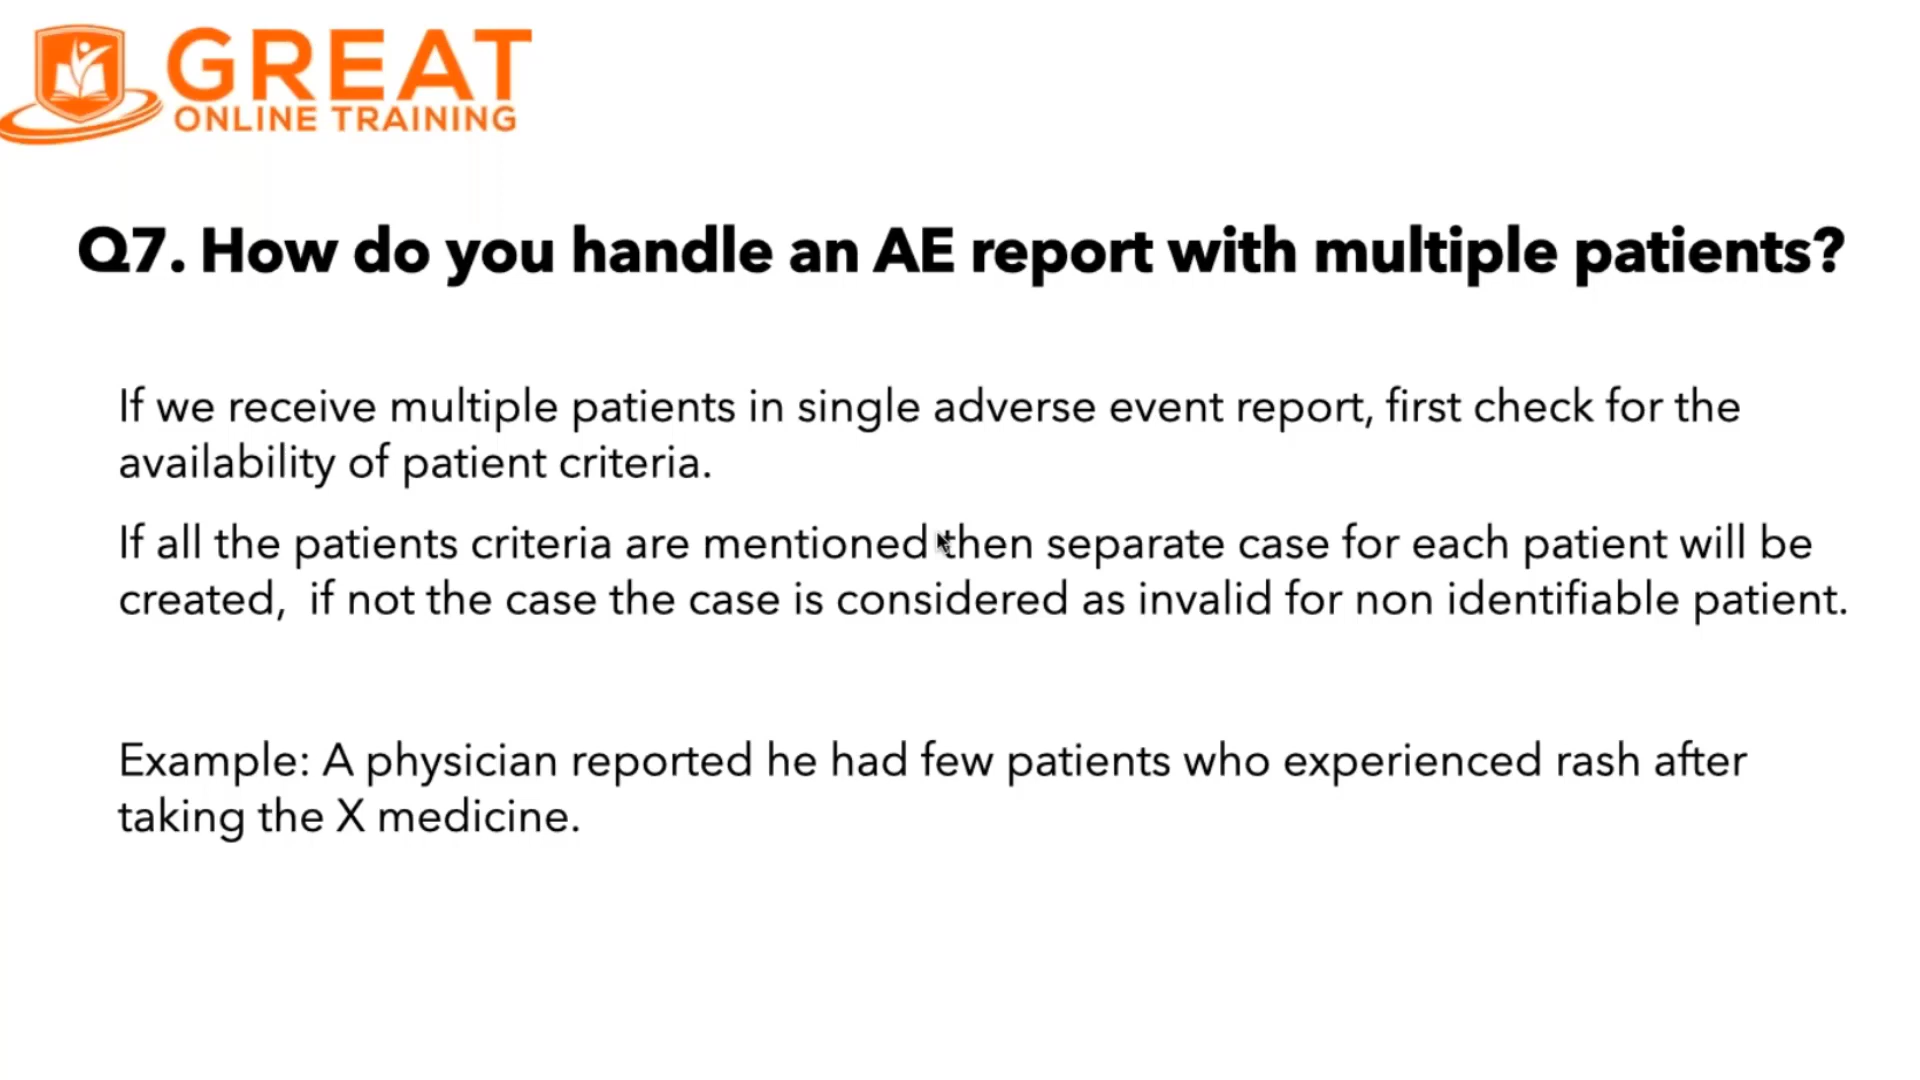 GREAT
ONLINE TRAINING
Q7. How do you handle an AE report with multiple patients?
If we receive multiple patients in single adverse event report, first check for the
availability of patient criteria.
If all the patients criteria are mentioned then separate case for each patient will be
created,  if not the case the case is considered as invalid for non identifiable patient.
Example: A physician reported he had few patients who experienced rash after
taking the X medicine.